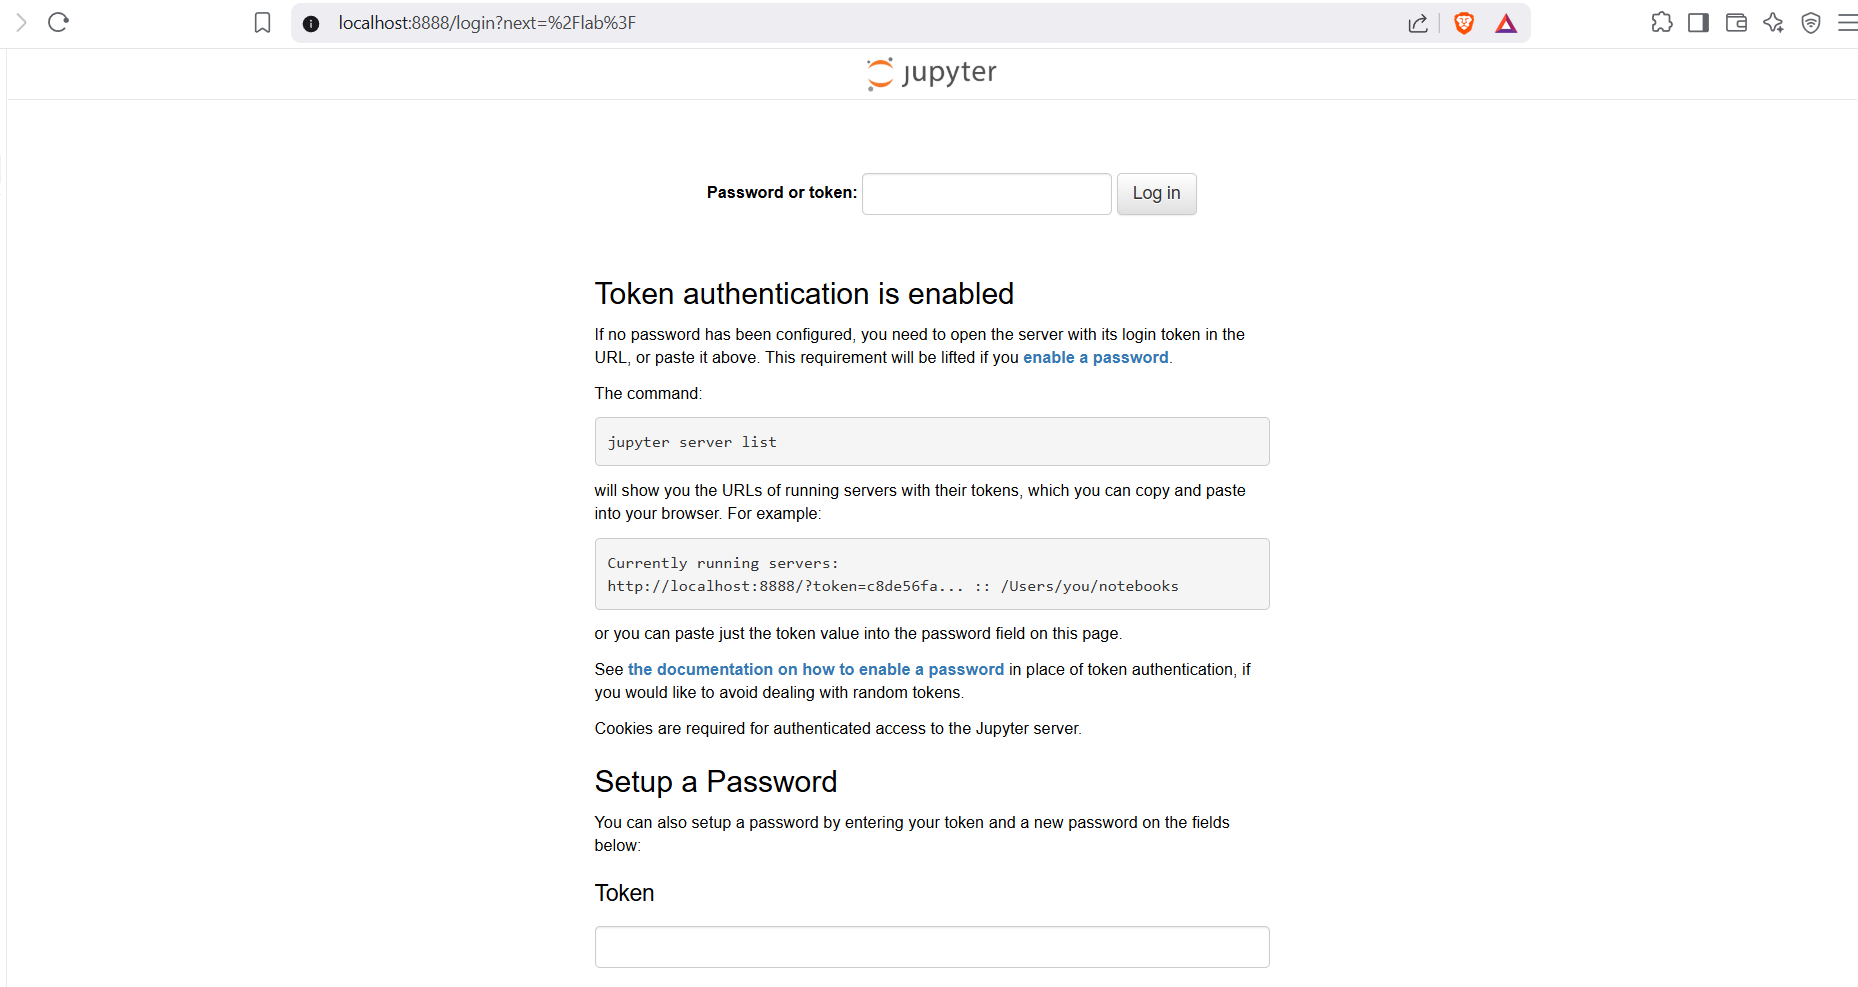 localhost:8888/login?next=%2Flab%3F
jupyter
Password or token:
Log in
Token authentication is enabled
If no password has been configured, you need to open the server with its login token in the
URL, or paste it above. This requirement will be lifted if you enable a password.
The command:
jupyter server list
will show you the URLs of running servers with their tokens, which you can copy and paste
into your browser. For example:
Currently running servers:
http://localhost:8888/?token=c8de56fa... :: /Users/you/notebooks
or you can paste just the token value into the password field on this page.
See the documentation on how to enable a password in place of token authentication, if
you would like to avoid dealing with random tokens.
Cookies are required for authenticated access to the Jupyter server.
Setup a Password
You can also setup a password by entering your token and a new password on the fields
below:
Token